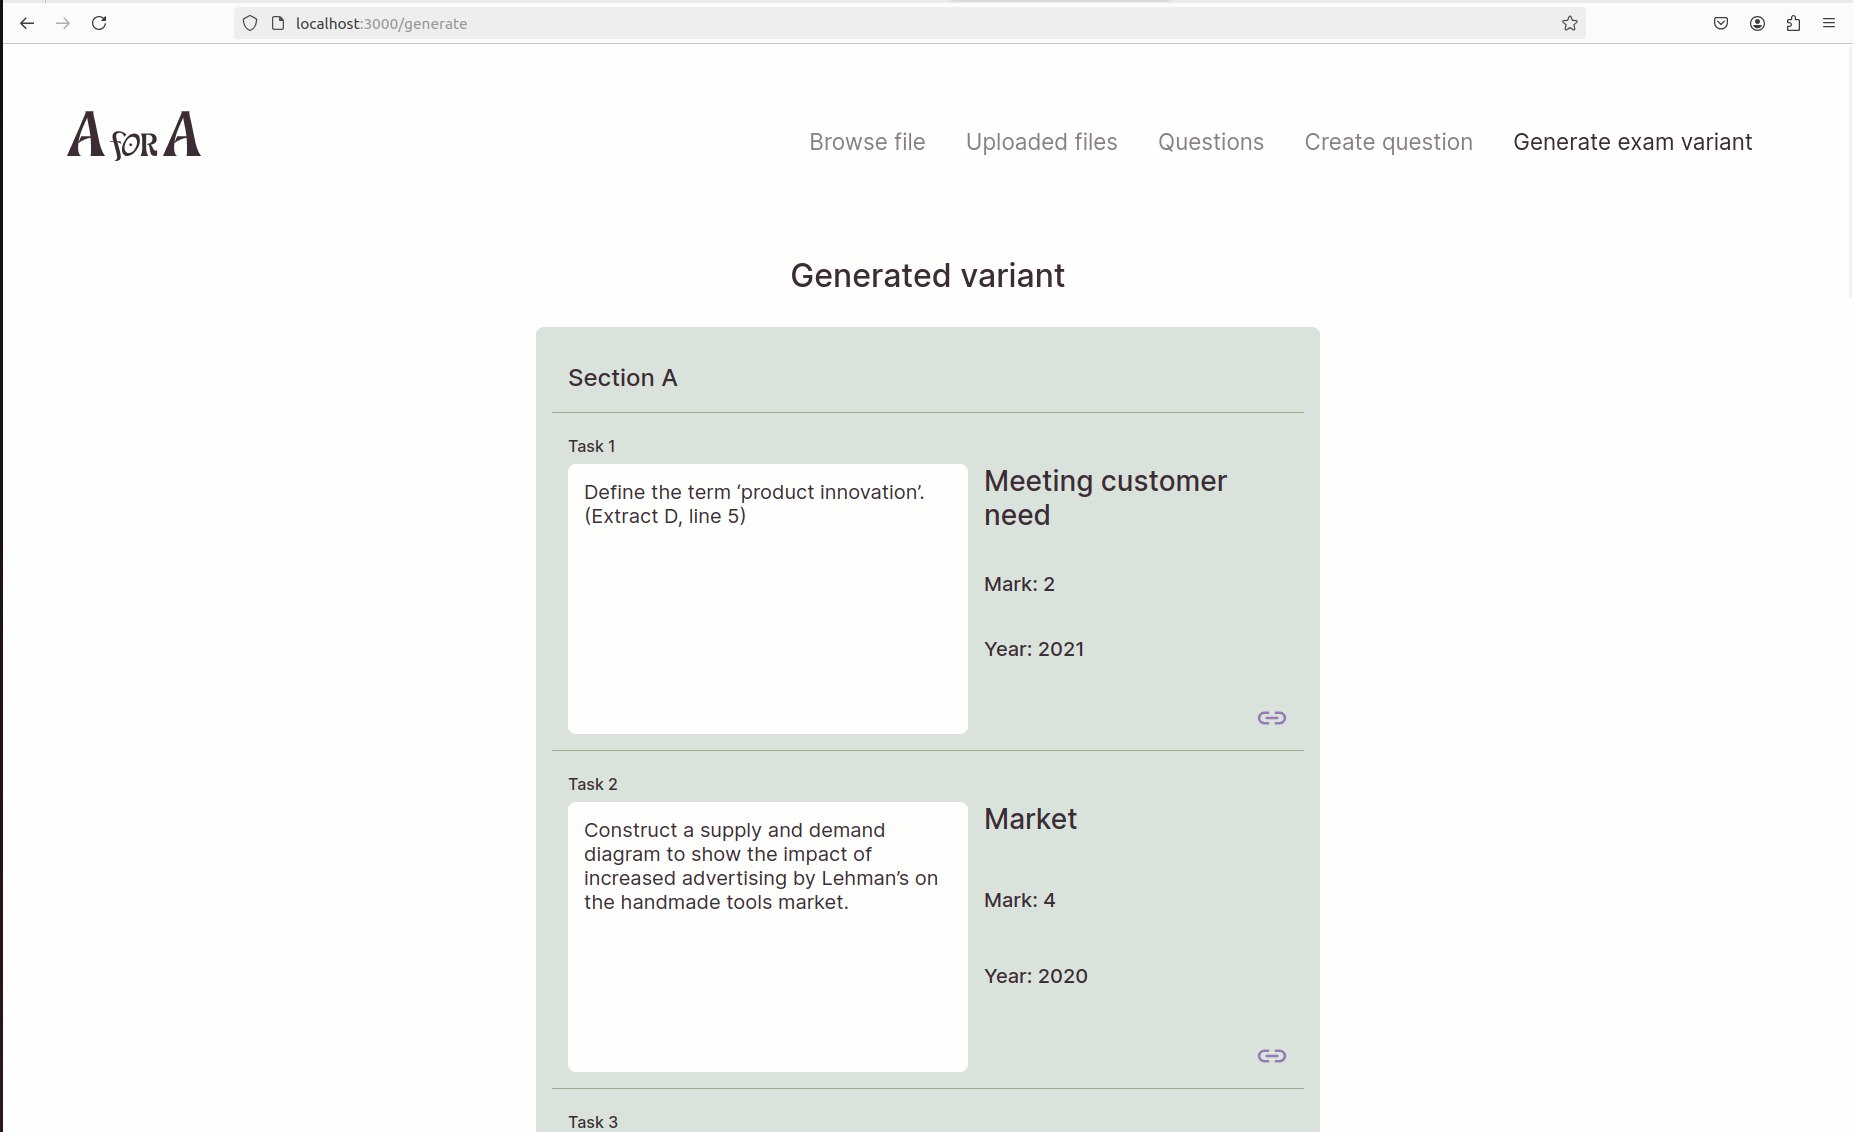 localhost:3000/generate
A for A
Browse file
Uploaded files
Questions
Create question
Generate exam variant
Generated variant
Section A
Task 1
Define the term ‘product innovation’.
(Extract D, line 5)
Meeting customer
need
Mark: 2
Year: 2021
Task 2
Construct a supply and demand
diagram to show the impact of
increased advertising by Lehman’s on
the handmade tools market.
Market
Mark: 4
Year: 2020
Task 3